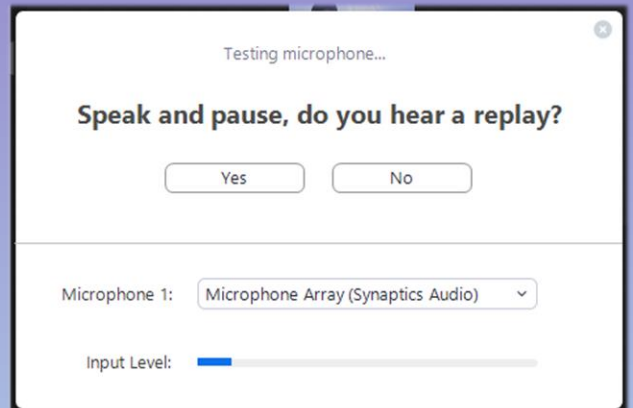 Testing microphone...
Speak and pause, do you hear a replay?
Yes No
Microphone 1: Microphone Array (Synaptics Audio)
Input Level: